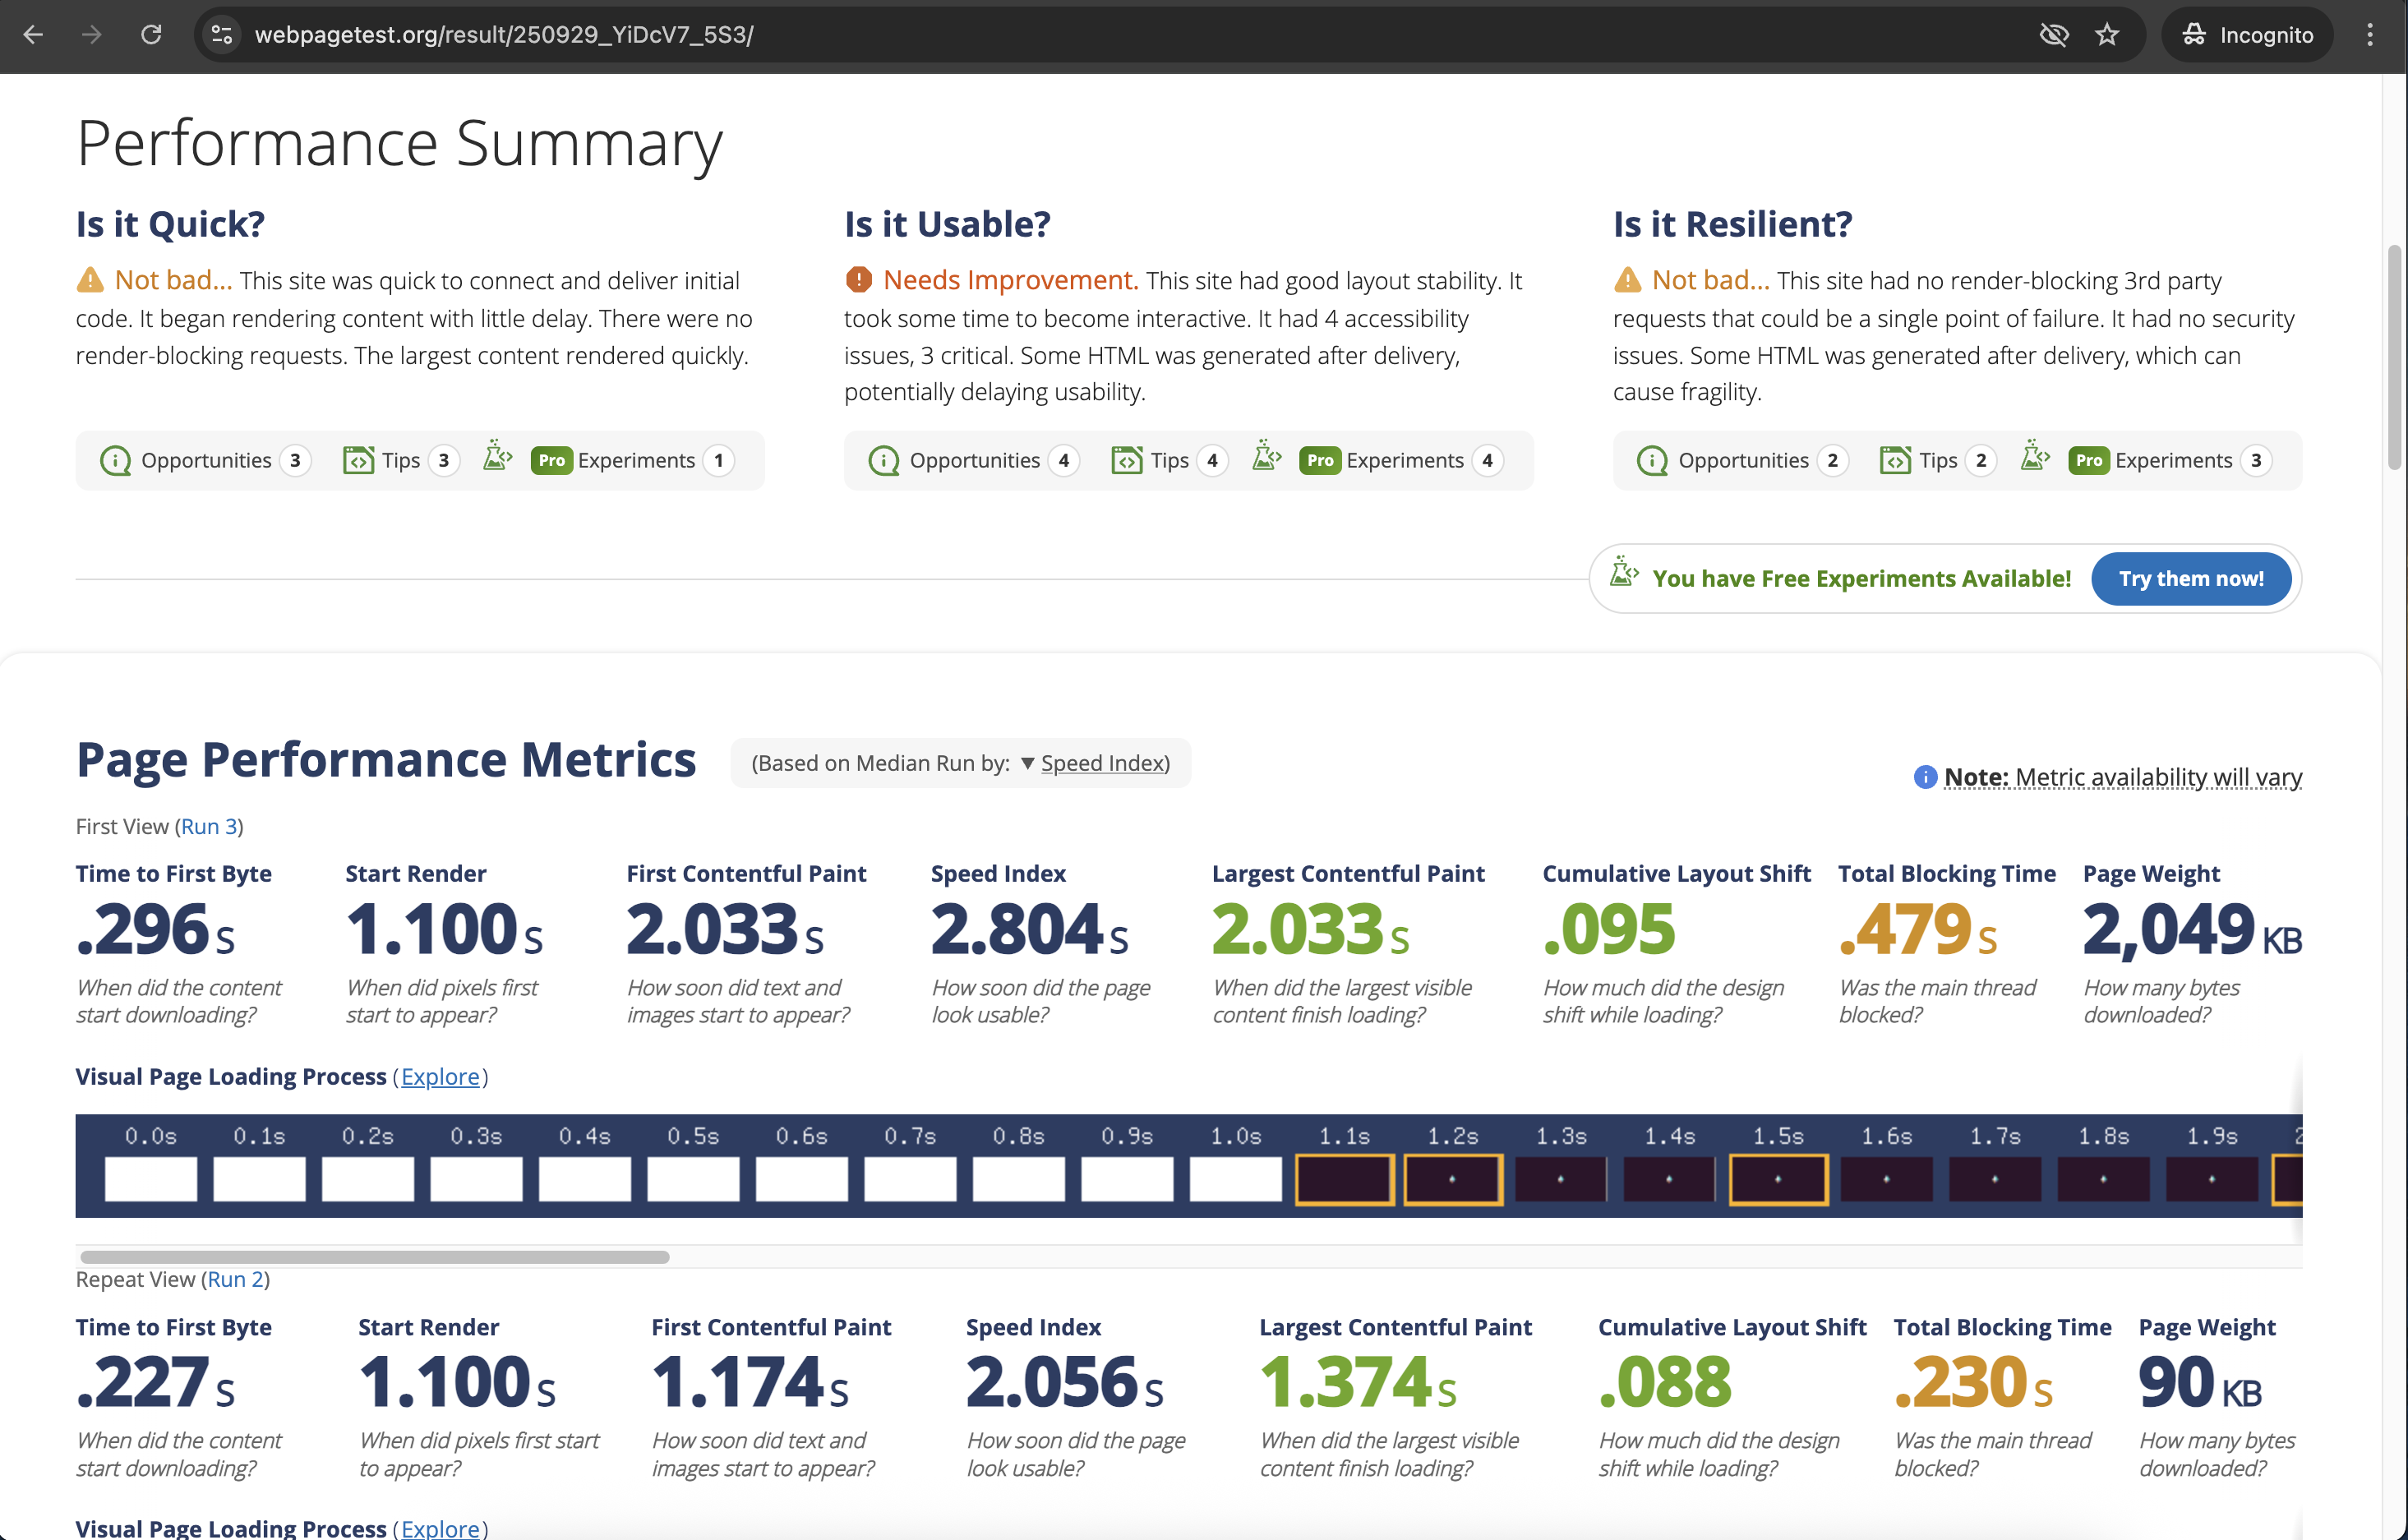 webpagetest.org/result/250929_YiDcV7_5S3/
Incognito
Performance Summary
Is it Quick?
Not bad... This site was quick to connect and deliver initial
code. It began rendering content with little delay. There were no
render-blocking requests. The largest content rendered quickly.
Opportunities 3 Tips 3 Pro Experiments 1
Is it Usable?
Needs Improvement. This site had good layout stability. It
took some time to become interactive. It had 4 accessibility
issues, 3 critical. Some HTML was generated after delivery,
potentially delaying usability.
Opportunities 4 Tips 4 Pro Experiments 4
Is it Resilient?
Not bad... This site had no render-blocking 3rd party
requests that could be a single point of failure. It had no security
issues. Some HTML was generated after delivery, which can
cause fragility.
Opportunities 2 Tips 2 Pro Experiments 3
You have Free Experiments Available! Try them now!
Page Performance Metrics (Based on Median Run by: ▼ Speed Index)
Note: Metric availability will vary
First View (Run 3)
Time to First Byte
.296 s
When did the content
start downloading?
Start Render
1.100 s
When did pixels first
start to appear?
First Contentful Paint
2.033 s
How soon did text and
images start to appear?
Speed Index
2.804 s
How soon did the page
look usable?
Largest Contentful Paint
2.033 s
When did the largest visible
content finish loading?
Cumulative Layout Shift
.095
How much did the design
shift while loading?
Total Blocking Time
.479 s
Was the main thread
blocked?
Page Weight
2,049 KB
How many bytes
downloaded?
Visual Page Loading Process (Explore)
0.0s 0.1s 0.2s 0.3s 0.4s 0.5s 0.6s 0.7s 0.8s 0.9s 1.0s 1.1s 1.2s 1.3s 1.4s 1.5s 1.6s 1.7s 1.8s 1.9s 2
Repeat View (Run 2)
Time to First Byte
.227 s
When did the content
start downloading?
Start Render
1.100 s
When did pixels first start
to appear?
First Contentful Paint
1.174 s
How soon did text and
images start to appear?
Speed Index
2.056 s
How soon did the page
look usable?
Largest Contentful Paint
1.374 s
When did the largest visible
content finish loading?
Cumulative Layout Shift
.088
How much did the design
shift while loading?
Total Blocking Time
.230 s
Was the main thread
blocked?
Page Weight
90 KB
How many bytes
downloaded?
Visual Page Loading Process (Explore)